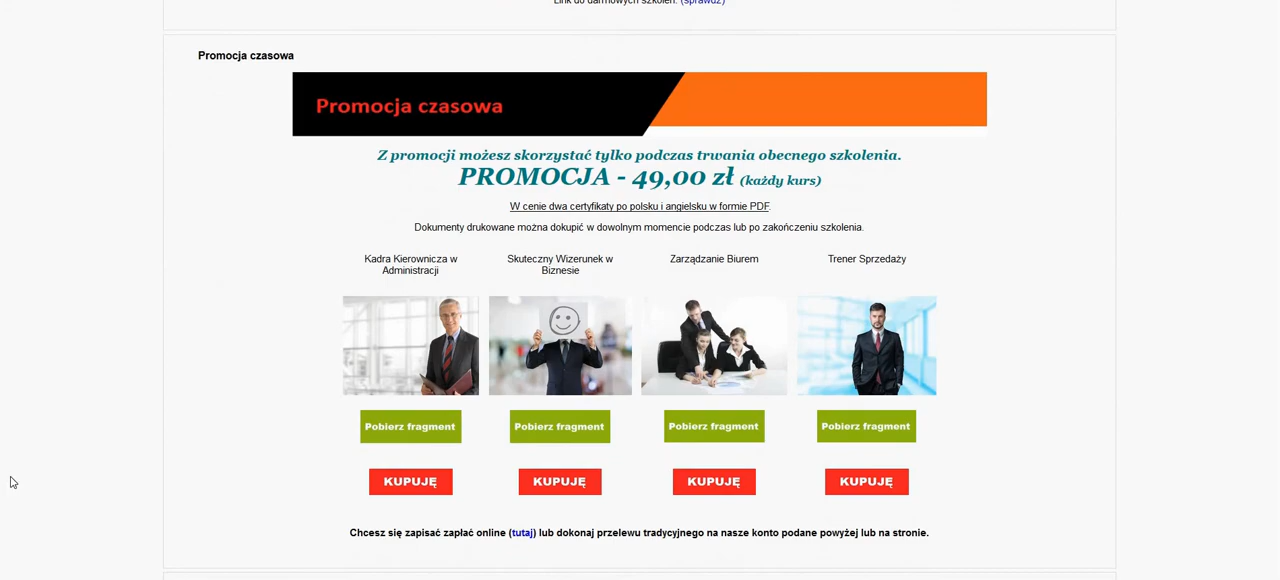 Link do darmowych szkoleń. (sprawdź)
Promocja czasowa
Promocja czasowa
Z promocji możesz skorzystać tylko podczas trwania obecnego szkolenia.
PROMOCJA - 49,00 zł (każdy kurs)
W cenie dwa certyfikaty po polsku i angielsku w formie PDF.
Dokumenty drukowane można dokupić w dowolnym momencie podczas lub po zakończeniu szkolenia.
Kadra Kierownicza w
Administracji
Skuteczny Wizerunek w
Biznesie
Zarządzanie Biurem
Trener Sprzedaży
Pobierz fragment
Pobierz fragment
Pobierz fragment
Pobierz fragment
KUPUJĘ
KUPUJĘ
KUPUJĘ
KUPUJĘ
Chcesz się zapisać zapłać online (tutaj) lub dokonaj przelewu tradycyjnego na nasze konto podane powyżej lub na stronie.